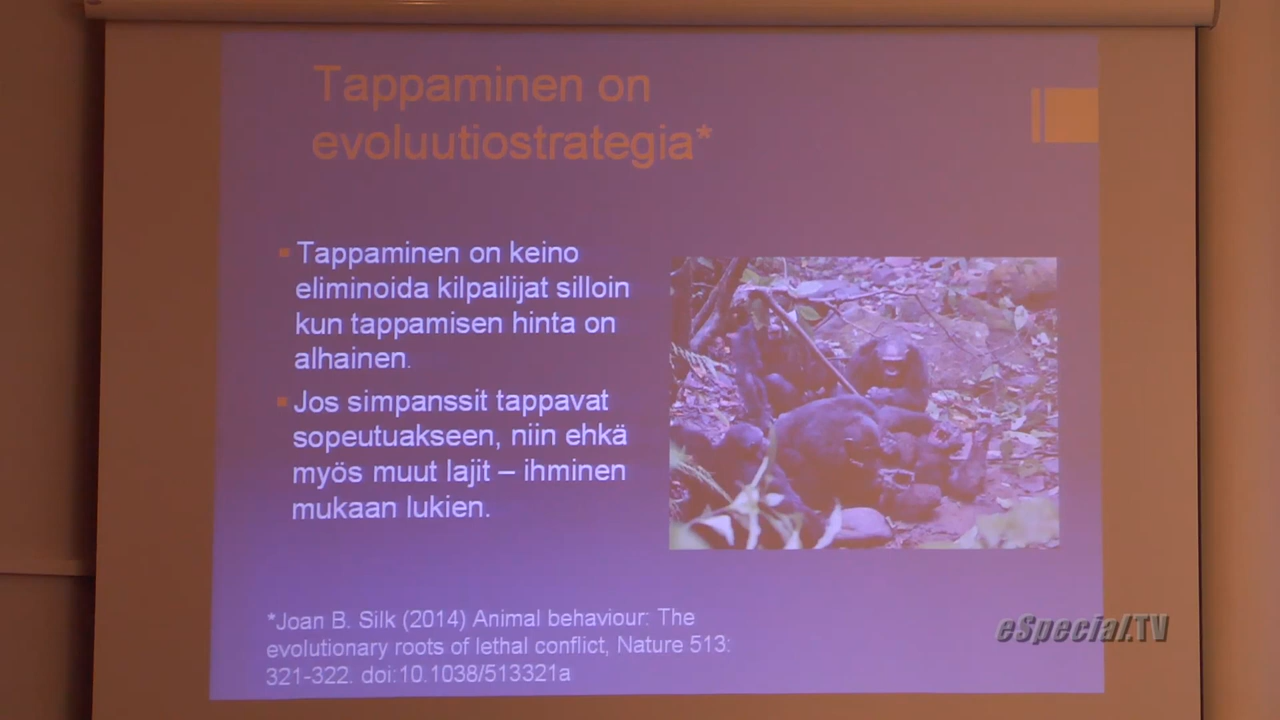 Tappaminen on
evoluutiostrategia*
Tappaminen on keino
eliminoida kilpailijat silloin
kun tappamisen hinta on
alhainen.
Jos simpanssit tappavat
sopeutuakseen, niin ehkä
myös muut lajit – ihminen
mukaan lukien.
*Joan B. Silk (2014) Animal behaviour: The
evolutionary roots of lethal conflict, Nature 513:
321-322. doi:10.1038/513321a
eSpecial.TV